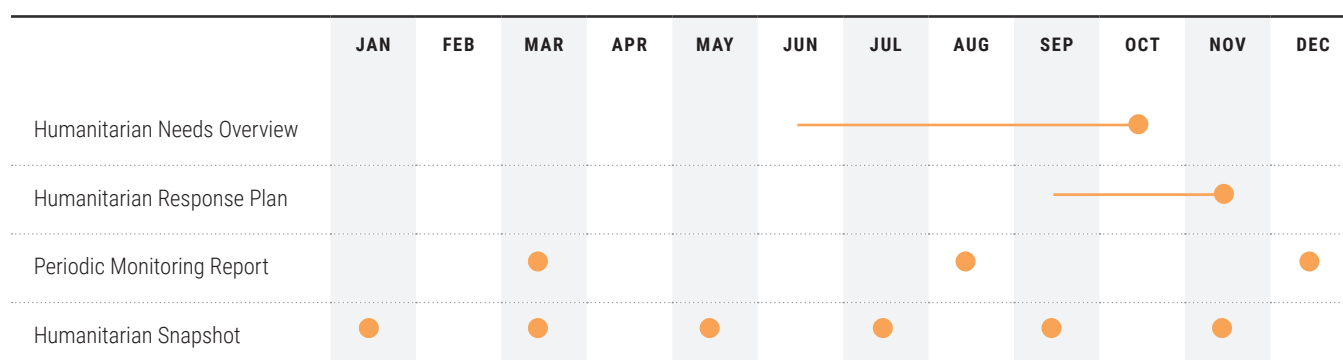 JAN FEB MAR APR MAY JUN JUL AUG SEP OCT NOV DEC
Humanitarian Needs Overview
Humanitarian Response Plan
Periodic Monitoring Report
Humanitarian Snapshot